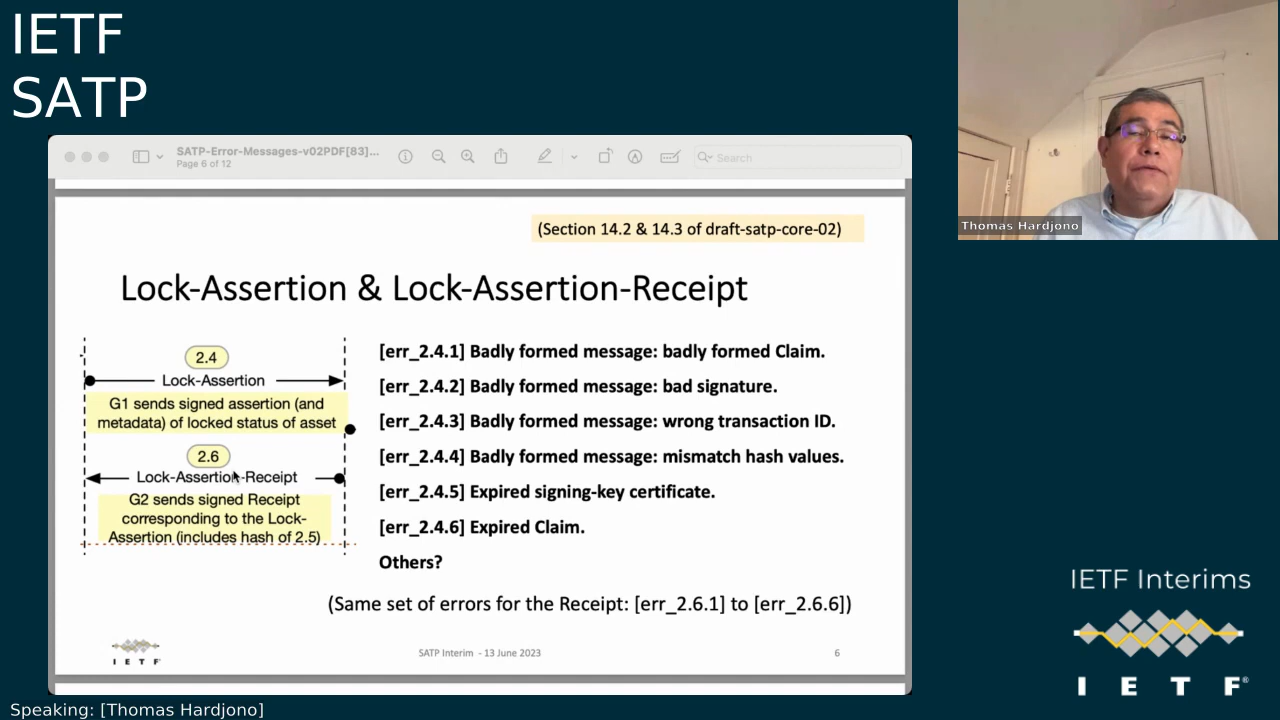 IETF
SATP
SATP-Error-Messages-v02PDF[83]...
Page 6 of 12
Search
Thomas Hardjono
(Section 14.2 & 14.3 of draft-satp-core-02)
Lock-Assertion & Lock-Assertion-Receipt
2.4
Lock-Assertion
G1 sends signed assertion (and
metadata) of locked status of asset
2.6
Lock-Assertion-Receipt
G2 sends signed Receipt
corresponding to the Lock-
Assertion (includes hash of 2.5)
[err_2.4.1] Badly formed message: badly formed Claim.
[err_2.4.2] Badly formed message: bad signature.
[err_2.4.3] Badly formed message: wrong transaction ID.
[err_2.4.4] Badly formed message: mismatch hash values.
[err_2.4.5] Expired signing-key certificate.
[err_2.4.6] Expired Claim.
Others?
(Same set of errors for the Receipt: [err_2.6.1] to [err_2.6.6])
IETF
SATP Interim - 13 June 2023
6
IETF Interims
IETF®
Speaking: [Thomas Hardjono]